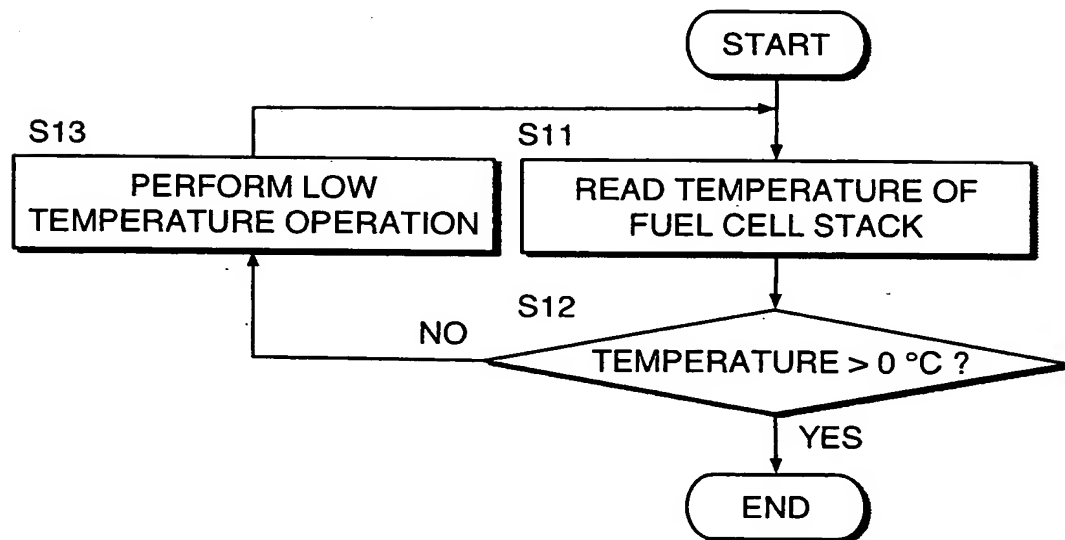 START
S13
S11
PERFORM LOW
TEMPERATURE OPERATION
READ TEMPERATURE OF
FUEL CELL STACK
S12
NO
TEMPERATURE > 0 °C ?
YES
END